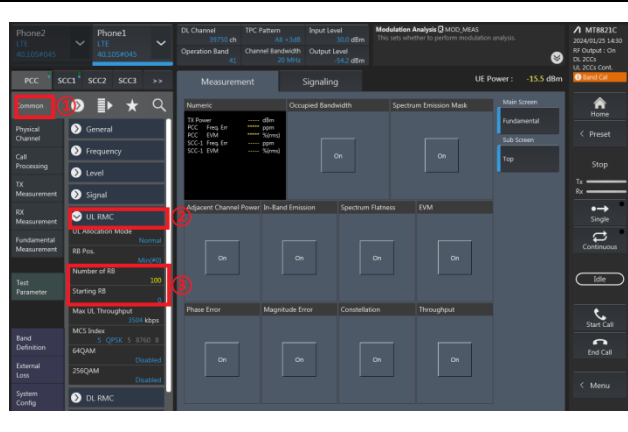 Phone2
LTE
40.105#045
Phone1
LTE
40.105#045
DL Channel
39750 ch
Operation Band
41
TPC Pattern
All +3dB
Channel Bandwidth
20 MHz
Input Level
30.0 dBm
Output Level
-54.2 dBm
Modulation Analysis MOD_MEAS
This sets whether to perform modulation analysis.
MT8821C
2024/01/25 14:30
RF Output : On
DL 2CCs
UL 2CCs Cont.
Band Cal
PCC
SCC1
SCC2
SCC3
>>
Measurement
Signaling
UE Power : -15.5 dBm
Common
①
Physical
Channel
Call
Processing
TX
Measurement
RX
Measurement
Fundamental
Measurement
Test
Parameter
Band
Definition
External
Loss
System
Config
General
Frequency
Level
Signal
UL RMC
②
UL Allocation Mode
Normal
RB Pos.
Min(#0)
Number of RB
100
Starting RB
0
③
Max UL Throughput
3504 kbps
MCS Index
5 QPSK 5 8760 8
64QAM
Disabled
256QAM
Disabled
DL RMC
Numeric
TX Power ----- dBm
PCC Freq. Err ----- ppm
PCC EVM ----- %(rms)
SCC-1 Freq. Err ----- ppm
SCC-1 EVM ----- %(rms)
Occupied Bandwidth
On
Spectrum Emission Mask
On
Adjacent Channel Power
On
In-Band Emission
On
Spectrum Flatness
On
EVM
On
Phase Error
On
Magnitude Error
On
Constellation
On
Throughput
On
Main Screen
Fundamental
Sub Screen
Top
Home
< Preset
Stop
Tx
Rx
Single
Continuous
Idle
Start Call
End Call
< Menu